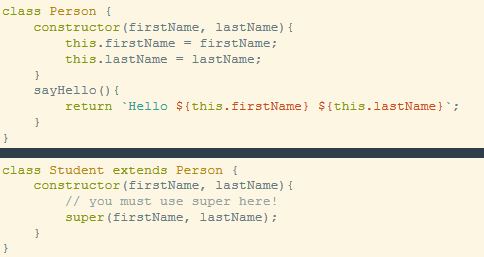 class Person {
    constructor(firstName, lastName){
        this.firstName = firstName;
        this.lastName = lastName;
    }
    sayHello(){
        return `Hello ${this.firstName} ${this.lastName}`;
    }
}
class Student extends Person {
    constructor(firstName, lastName){
        // you must use super here!
        super(firstName, lastName);
    }
}